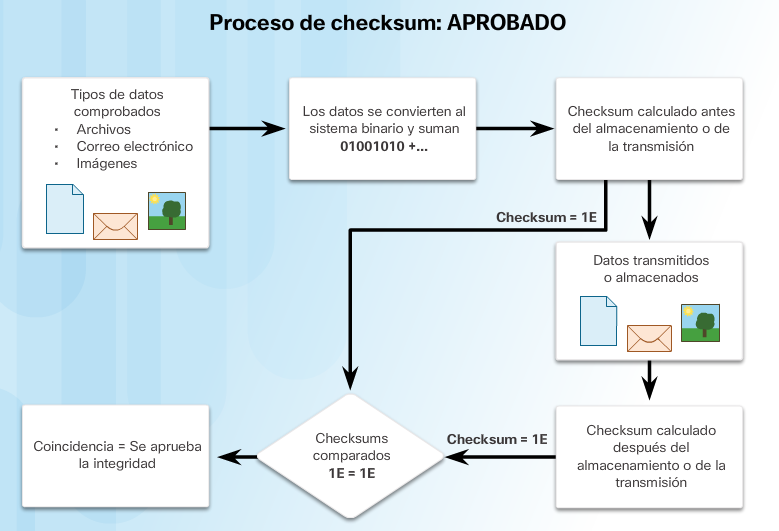 Proceso de checksum: APROBADO
Tipos de datos
comprobados
· Archivos
· Correo electrónico
· Imágenes
Los datos se convierten al
sistema binario y suman
01001010 +...
Checksum calculado antes
del almacenamiento o de
la transmisión
Checksum = 1E
Datos transmitidos
o almacenados
Checksum calculado
después del
almacenamiento o de la
transmisión
Checksum = 1E
Checksums
comparados
1E = 1E
Coincidencia = Se aprueba
la integridad